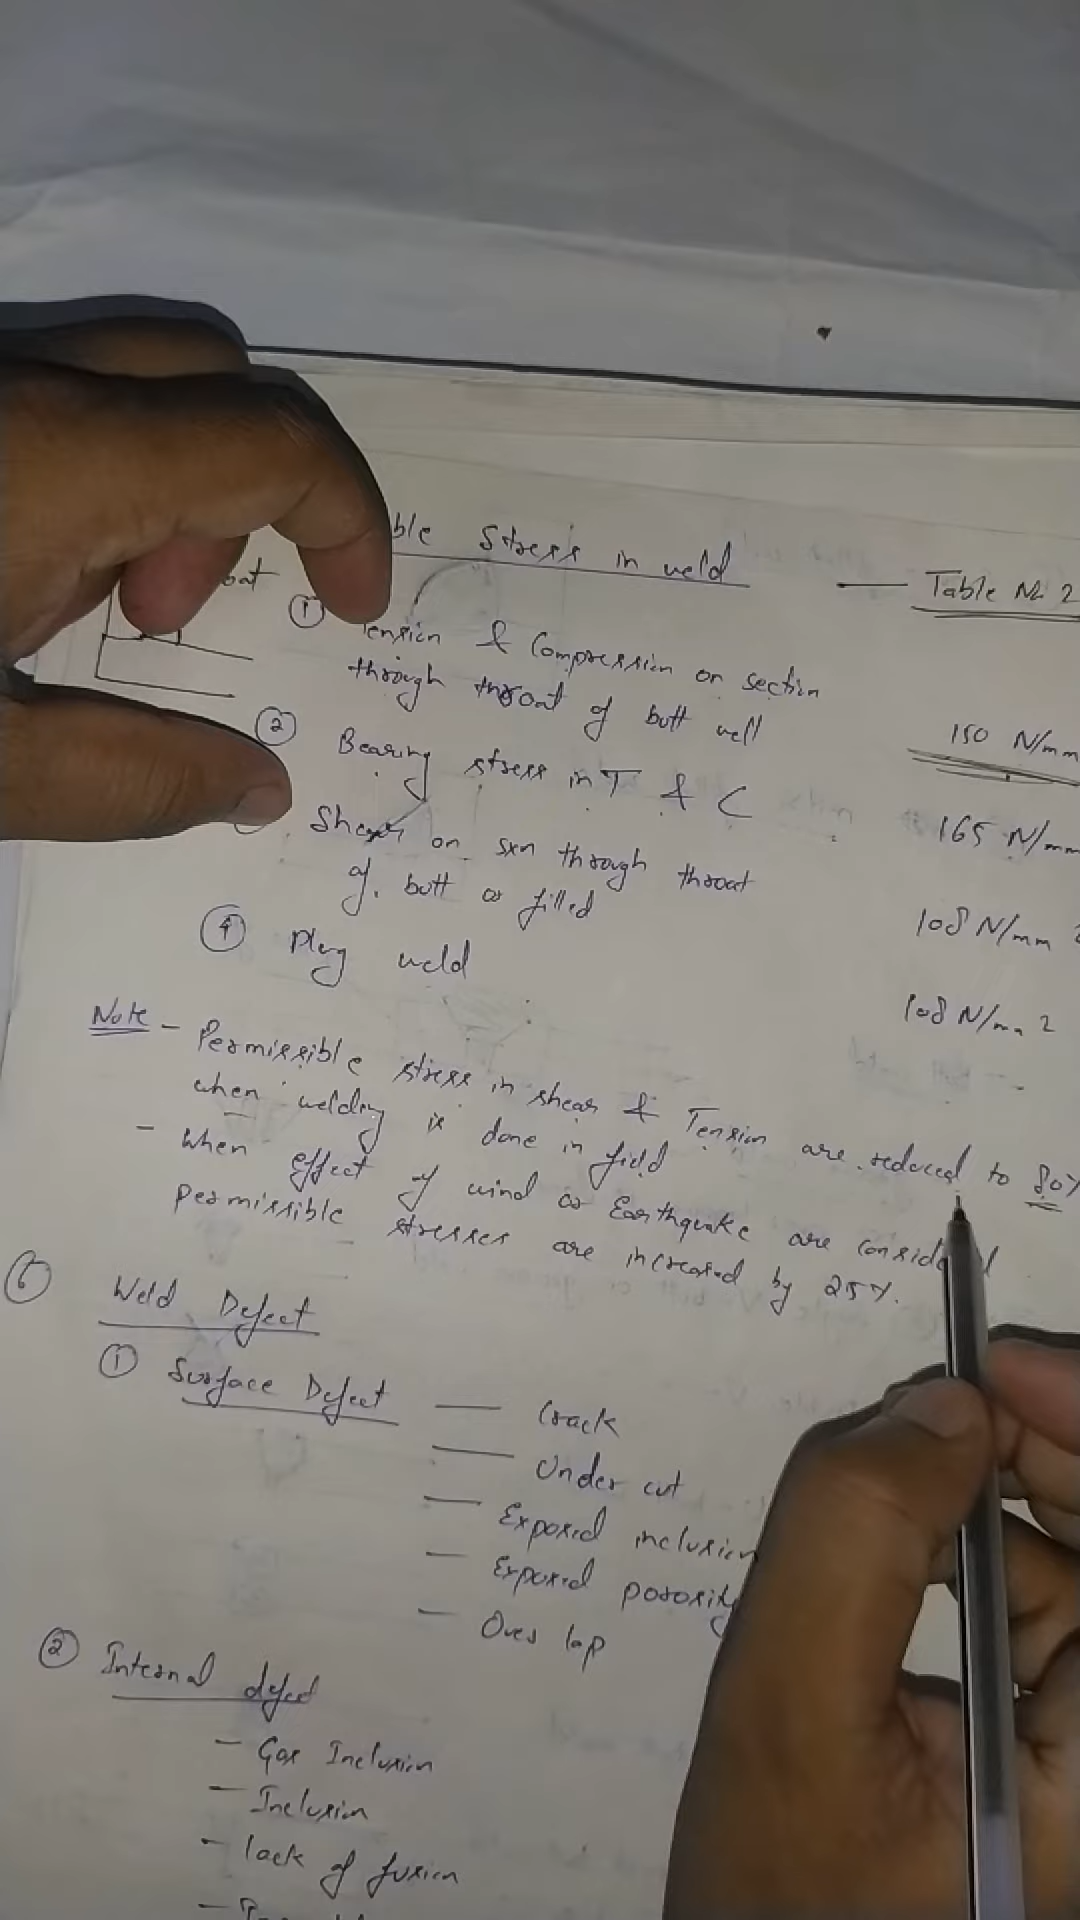 ble Stress in weld — Table No 2
oat
① Tension & Compression on section
through throat of butt well 150 N/mm
② Bearing stress in T & C 165 N/mm
Shear on sxn through throat
of butt or filled 108 N/mm 2
④ Plug weld 108 N/mm 2
Note - Permissible stress in shear & Tension are reduced to 80%
when welding is done in field
- When effect of wind or Earthquake are considered
permissible stresses are increased by 25%.
⑤ Weld Defect
① Surface Defect — Crack
— Under cut
— Exposed inclusion
— Exposed porosity
— Over lap
② Internal defect
- Gas Inclusion
- Inclusion
- lack of fusion